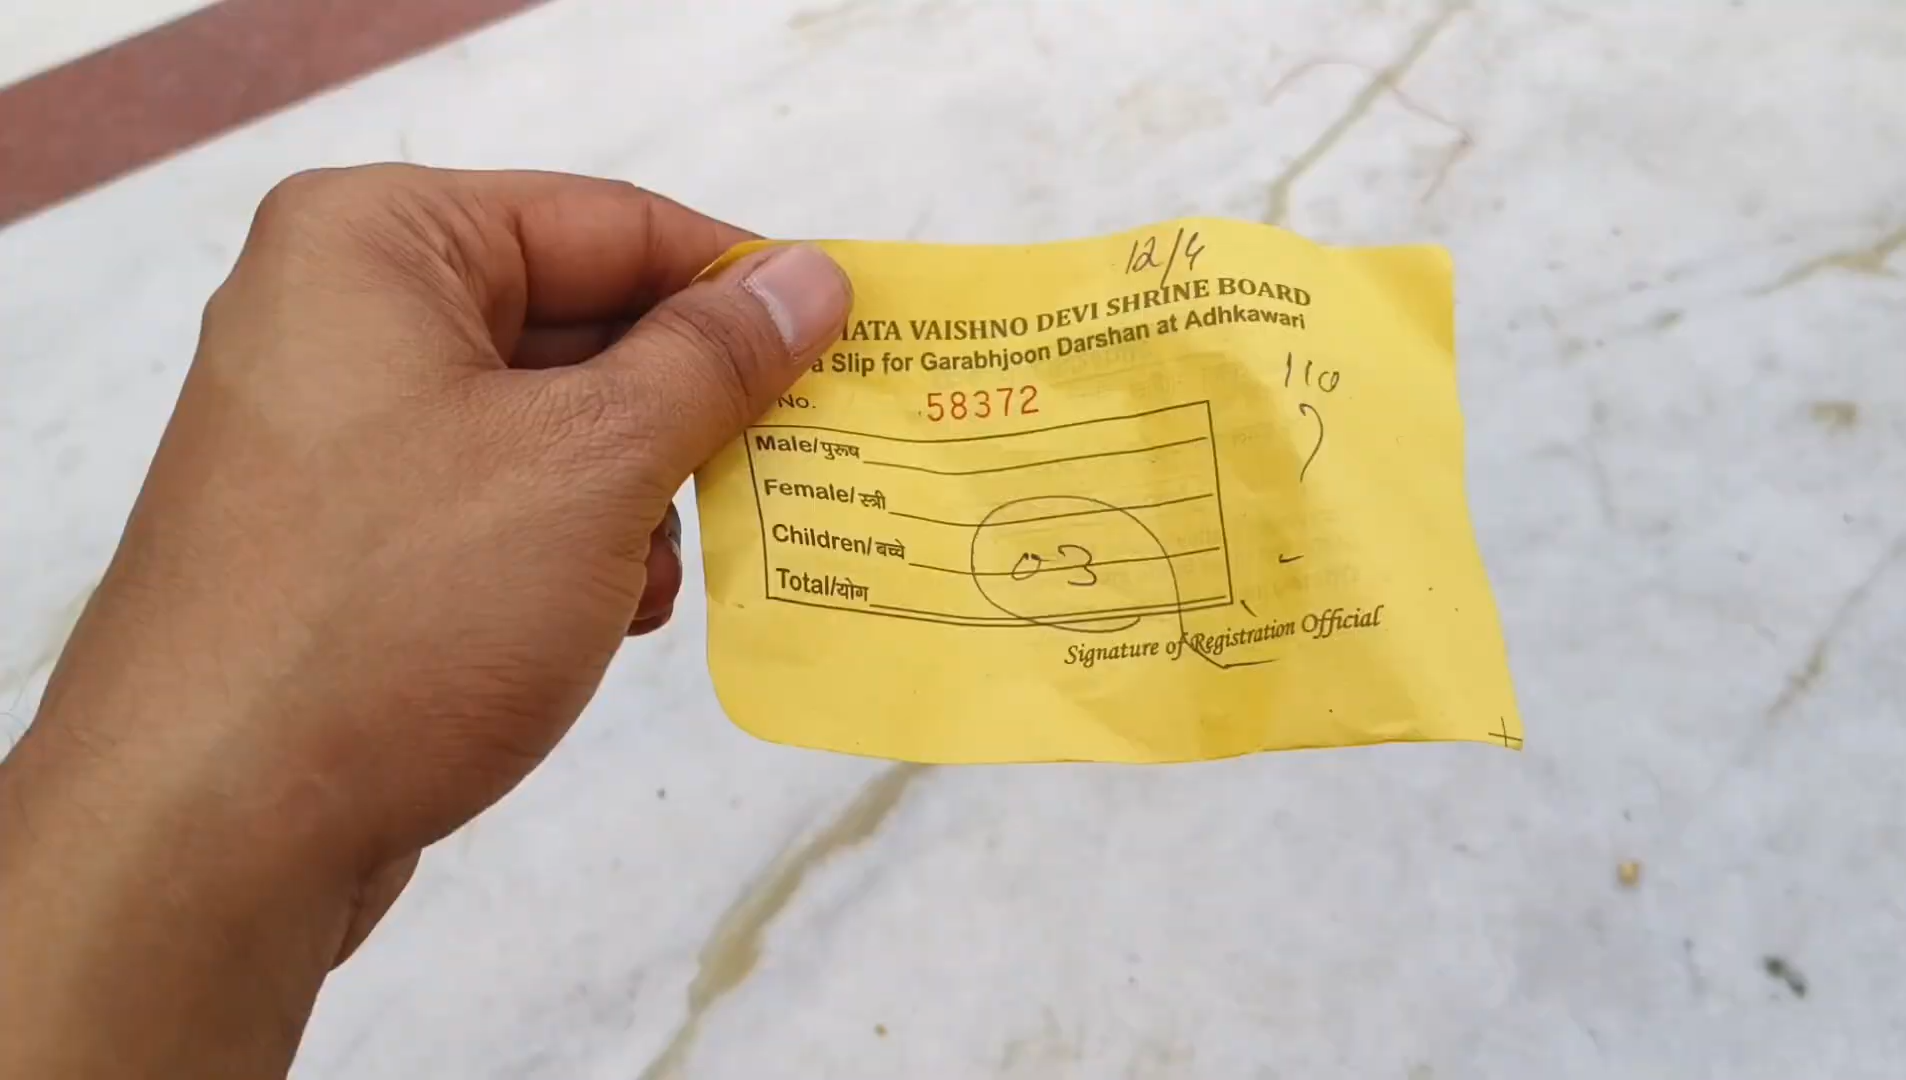 12/4
MATA VAISHNO DEVI SHRINE BOARD
a Slip for Garabhjoon Darshan at Adhkawari
110
No. 58372
Male/पुरूष
Female/स्त्री
Children/बच्चे
03
Total/योग
Signature of Registration Official